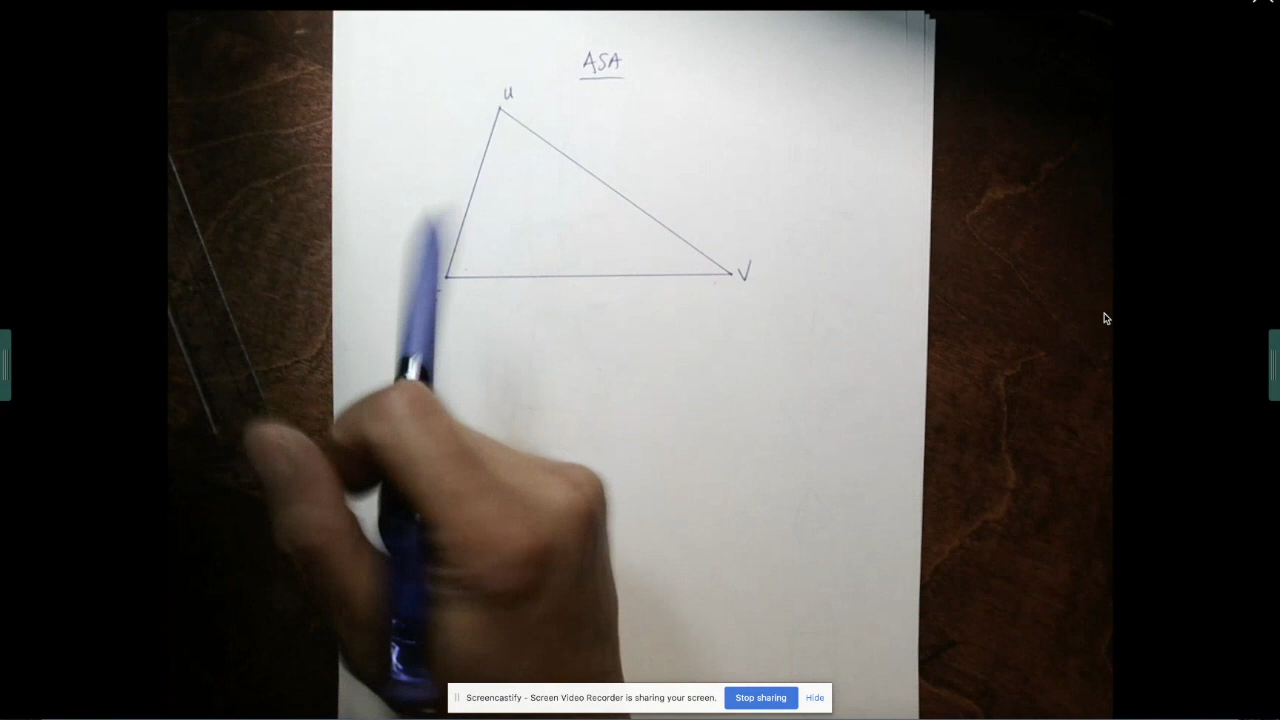 ASA
u
V
Screencastify - Screen Video Recorder is sharing your screen. Stop sharing Hide